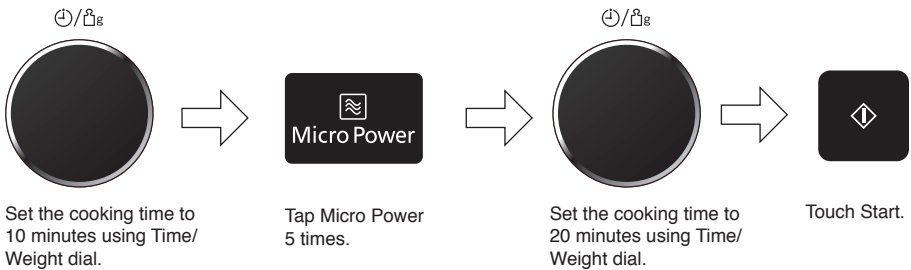 g
g
Micro Power
Set the cooking time to
10 minutes using Time/
Weight dial.
Tap Micro Power
5 times.
Set the cooking time to
20 minutes using Time/
Weight dial.
Touch Start.